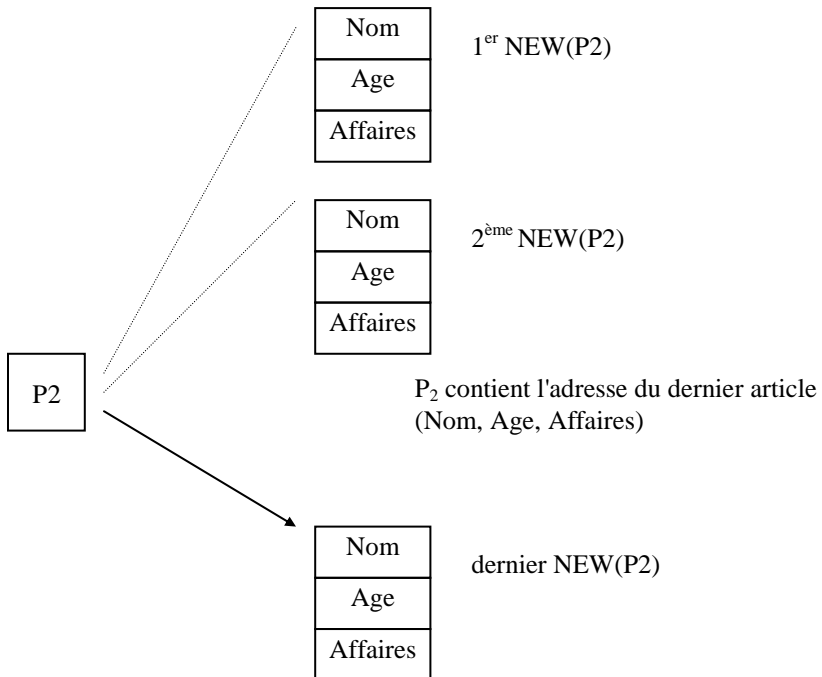 Nom
1er NEW(P2)
Age
Affaires
Nom
2ème NEW(P2)
Age
Affaires
P2
P2 contient l'adresse du dernier article
(Nom, Age, Affaires)
Nom
dernier NEW(P2)
Age
Affaires